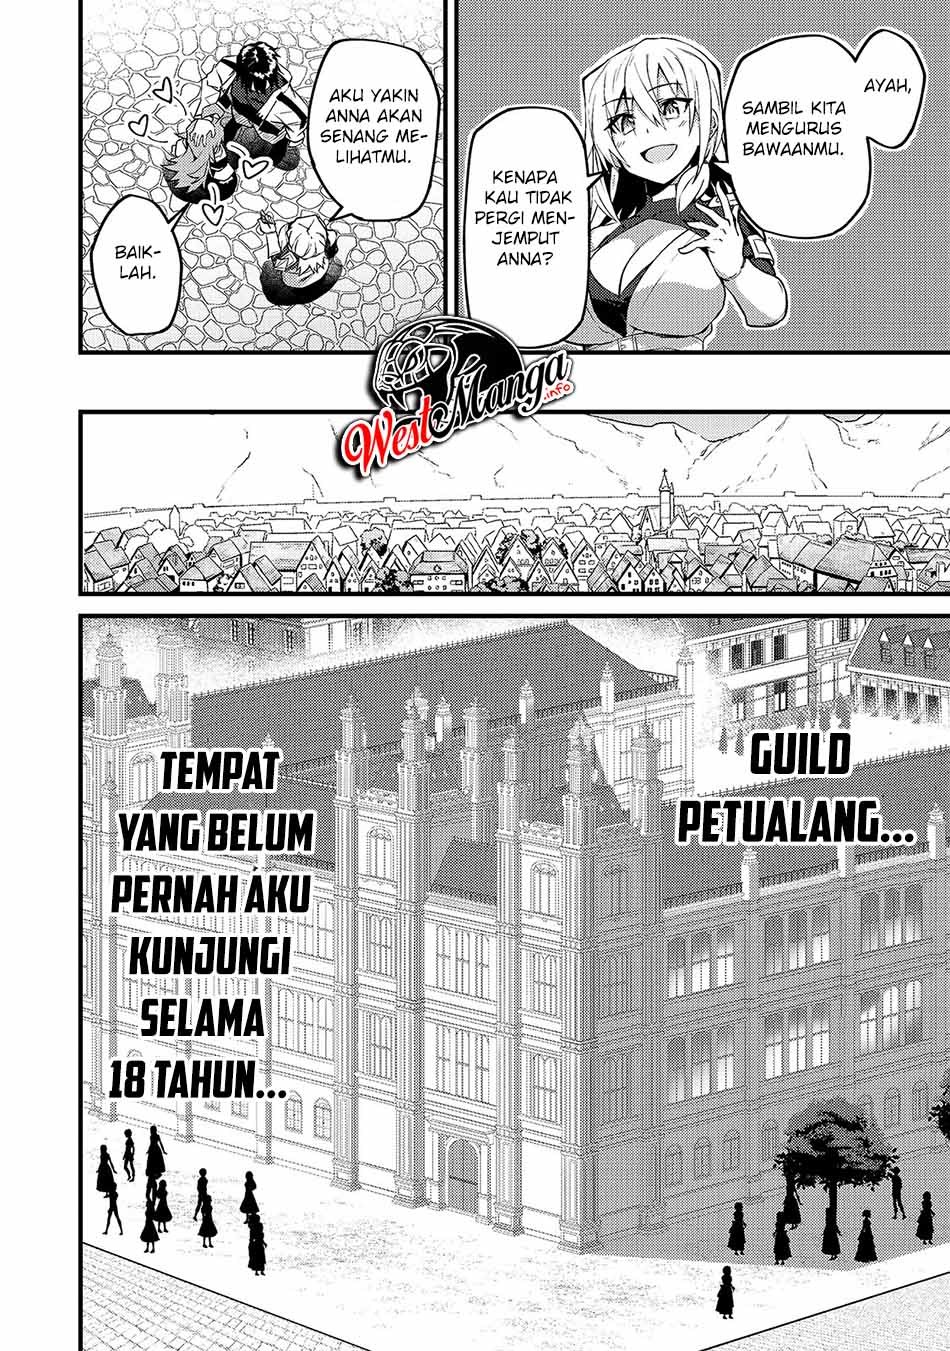 AYAH,
SAMBIL KITA
MENGURUS
BAWAANMU.
KENAPA
KAU TIDAK
PERGI MEN-
JEMPUT
ANNA?
AKU YAKIN
ANNA AKAN
SENANG ME-
LIHATMU.
BAIK-
LAH.
WestManga
.info
GUILD
PETUALANG...
TEMPAT
YANG BELUM
PERNAH AKU
KUNJUNGI
SELAMA
18 TAHUN...